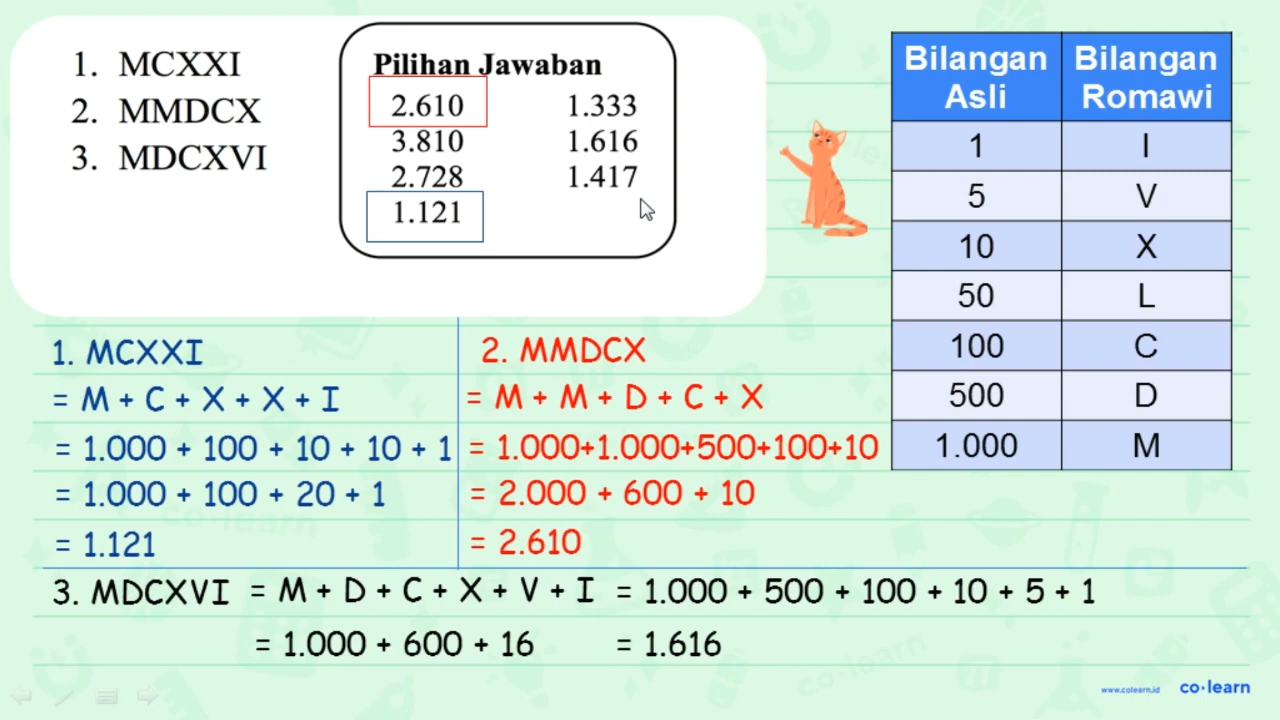 1. MCXXI
2. MMDCX
3. MDCXVI
Pilihan Jawaban
2.610 1.333
3.810 1.616
2.728 1.417
1.121
Bilangan Asli Bilangan Romawi
1 I
5 V
10 X
50 L
100 C
500 D
1.000 M
1. MCXXI
= M + C + X + X + I
= 1.000 + 100 + 10 + 10 + 1
= 1.000 + 100 + 20 + 1
= 1.121
2. MMDCX
= M + M + D + C + X
= 1.000+1.000+500+100+10
= 2.000 + 600 + 10
= 2.610
3. MDCXVI = M + D + C + X + V + I = 1.000 + 500 + 100 + 10 + 5 + 1
= 1.000 + 600 + 16 = 1.616
www.colearn.id co·learn